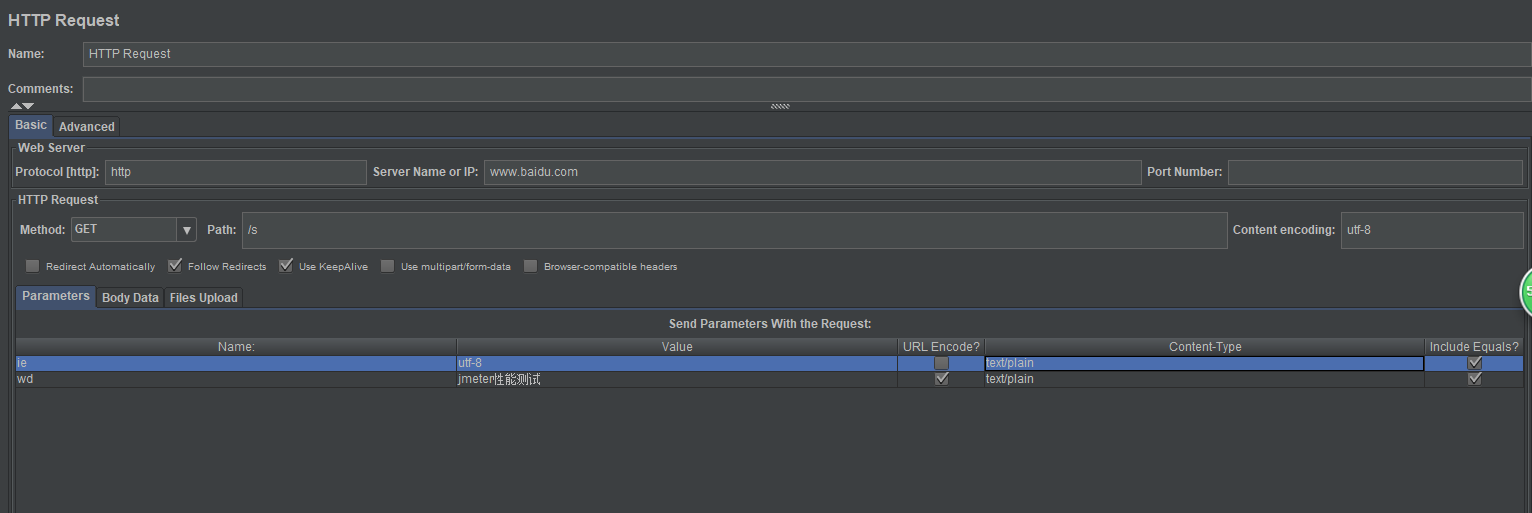 HTTP Request
Name: HTTP Request
Comments:
Basic Advanced
Web Server
Protocol [http]: http Server Name or IP: www.baidu.com Port Number:
HTTP Request
Method: GET Path: /s Content encoding: utf-8
Redirect Automatically Follow Redirects Use KeepAlive Use multipart/form-data Browser-compatible headers
Parameters Body Data Files Upload
Send Parameters With the Request:
Name: Value URL Encode? Content-Type Include Equals?
ie utf-8 text/plain
wd jmeter性能测试 text/plain